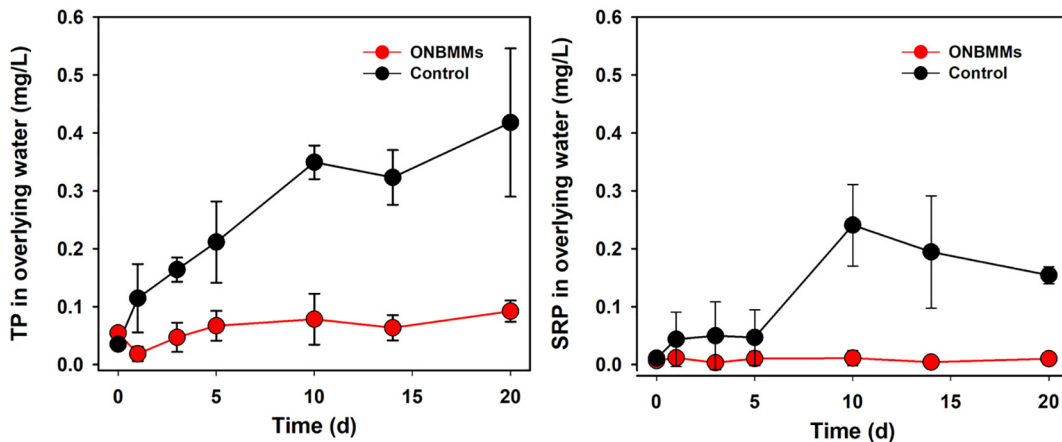 TP in overlying water (mg/L)
0.6
0.5
0.4
0.3
0.2
0.1
0.0
ONBMMs
Control
0 5 10 15 20
Time (d)
SRP in overlying water (mg/L)
0.6
0.5
0.4
0.3
0.2
0.1
0.0
ONBMMs
Control
0 5 10 15 20
Time (d)